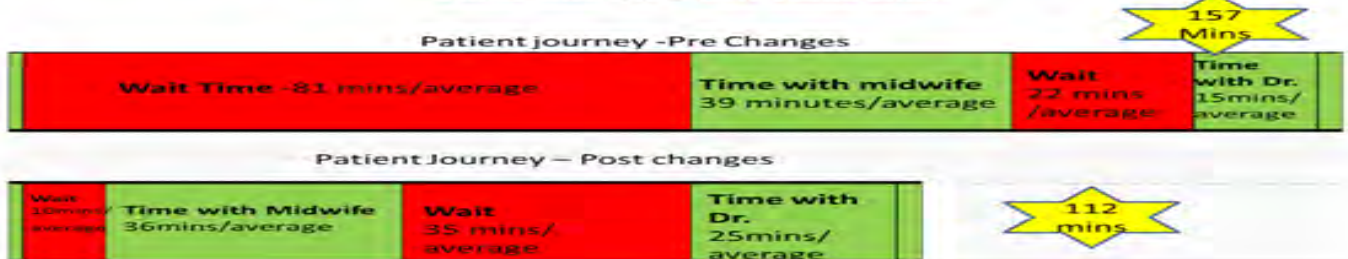 157
Mins
Patient journey -Pre Changes
Wait Time -81 mins/average
Time with midwife
39 minutes/average
Wait
22 mins
/average
Time
with Dr.
15mins/
average
Patient Journey – Post changes
Wait
10mins/
average
Time with Midwife
36mins/average
Wait
35 mins/
average
Time with
Dr.
25mins/
average
112
mins